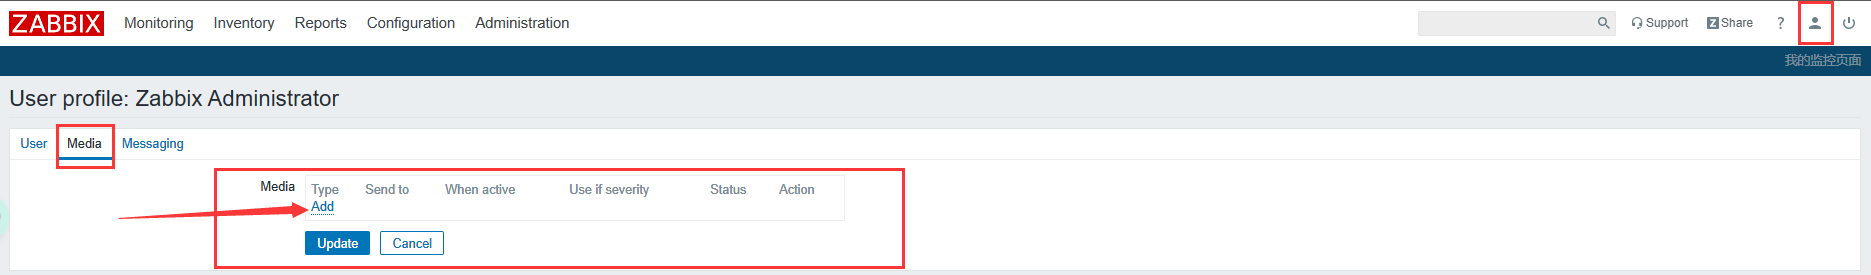 ZABBIX Monitoring Inventory Reports Configuration Administration Support Z Share ?
我的监控页面
User profile: Zabbix Administrator
User Media Messaging
Media Type Send to When active Use if severity Status Action
Add
Update Cancel